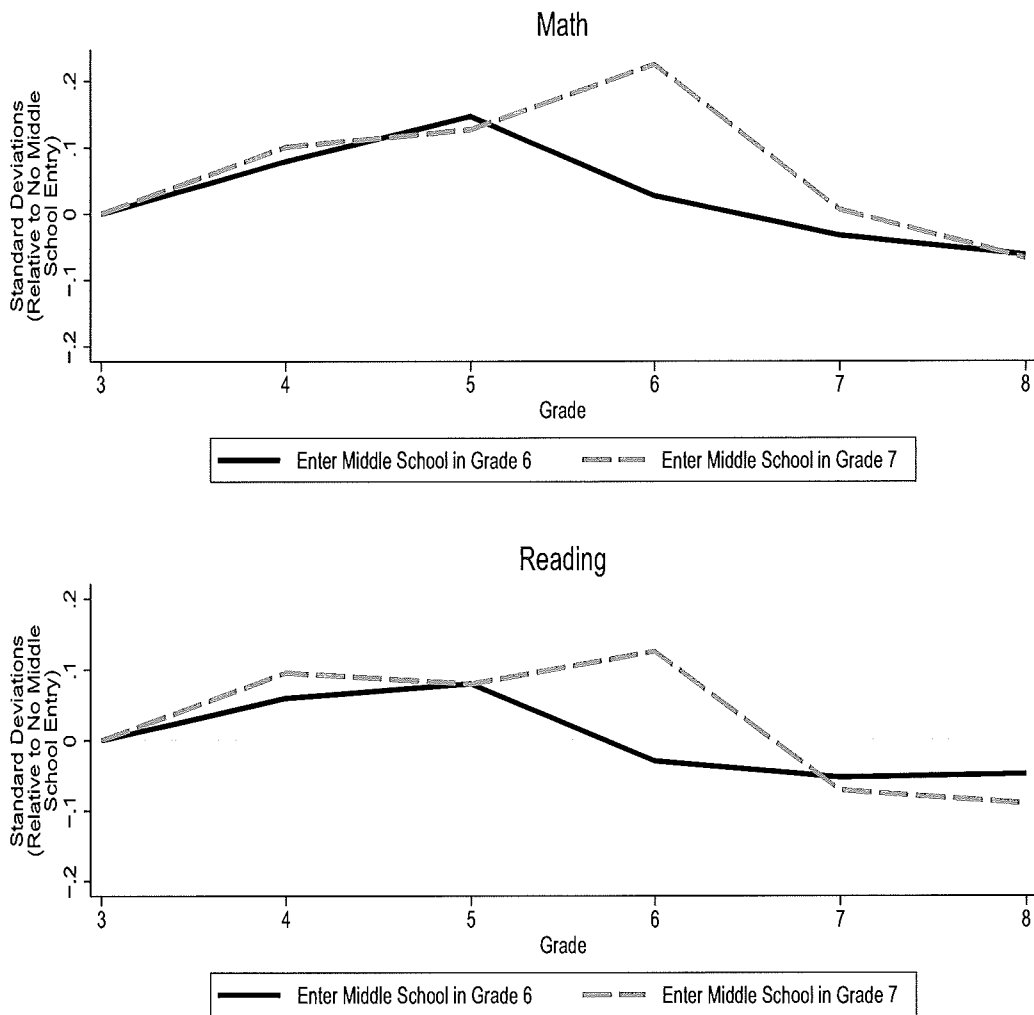 Math
Standard Deviations
(Relative to No Middle
School Entry)
.2
.1
0
-.1
-.2
3 4 5 6 7 8
Grade
Enter Middle School in Grade 6 Enter Middle School in Grade 7
Reading
Standard Deviations
(Relative to No Middle
School Entry)
.2
.1
0
-.1
-.2
3 4 5 6 7 8
Grade
Enter Middle School in Grade 6 Enter Middle School in Grade 7